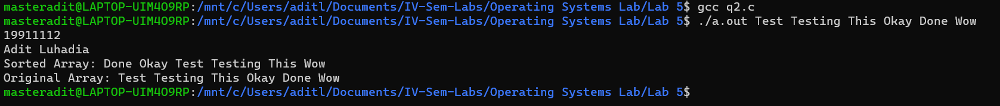 masteradit@LAPTOP-UIM4O9RP:/mnt/c/Users/aditl/Documents/IV-Sem-Labs/Operating Systems Lab/Lab 5$ gcc q2.c
masteradit@LAPTOP-UIM4O9RP:/mnt/c/Users/aditl/Documents/IV-Sem-Labs/Operating Systems Lab/Lab 5$ ./a.out Test Testing This Okay Done Wow
19911112
Adit Luhadia
Sorted Array: Done Okay Test Testing This Wow
Original Array: Test Testing This Okay Done Wow
masteradit@LAPTOP-UIM4O9RP:/mnt/c/Users/aditl/Documents/IV-Sem-Labs/Operating Systems Lab/Lab 5$